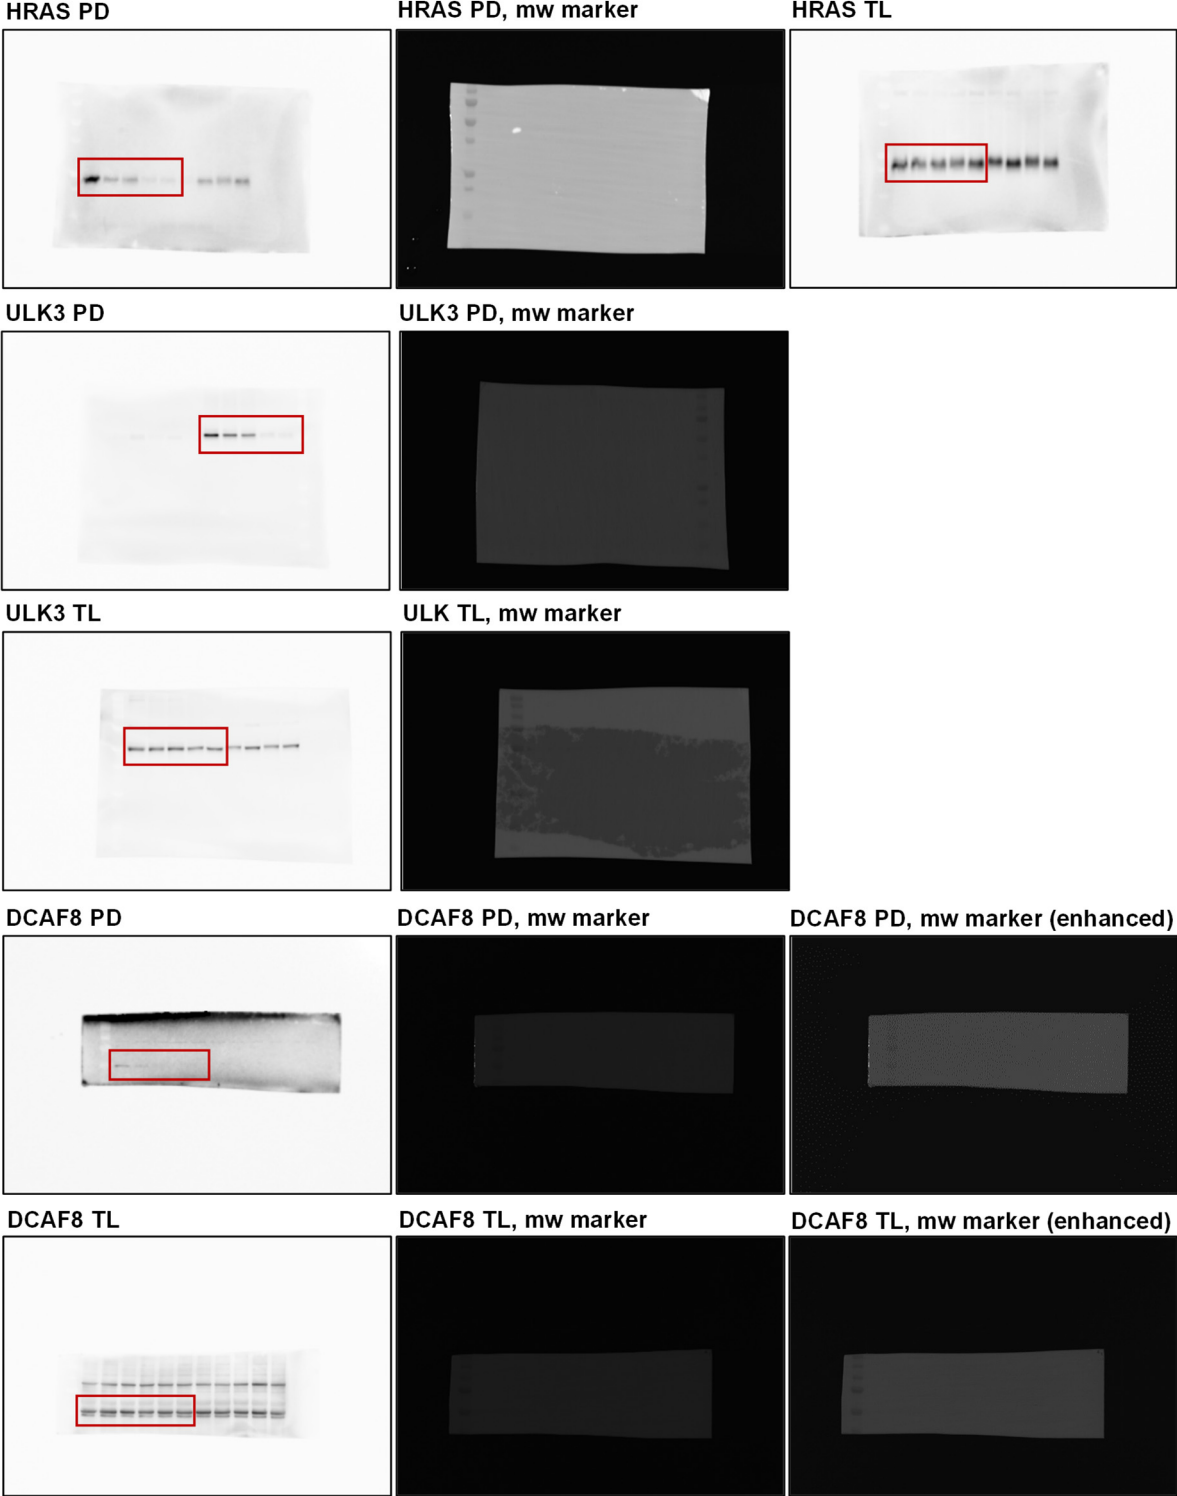 HRAS PD
HRAS PD, mw marker
HRAS TL
ULK3 PD
ULK3 PD, mw marker
ULK3 TL
ULK TL, mw marker
DCAF8 PD
DCAF8 PD, mw marker
DCAF8 PD, mw marker (enhanced)
DCAF8 TL
DCAF8 TL, mw marker
DCAF8 TL, mw marker (enhanced)